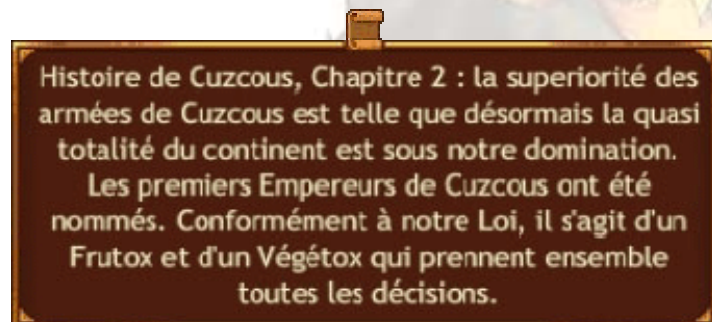 Histoire de Cuzcous, Chapitre 2 : la superiorité des
armées de Cuzcous est telle que désormais la quasi
totalité du continent est sous notre domination.
Les premiers Empereurs de Cuzcous ont été
nommés. Conformément à notre Loi, il s'agit d'un
Frutox et d'un Végétox qui prennent ensemble
toutes les décisions.